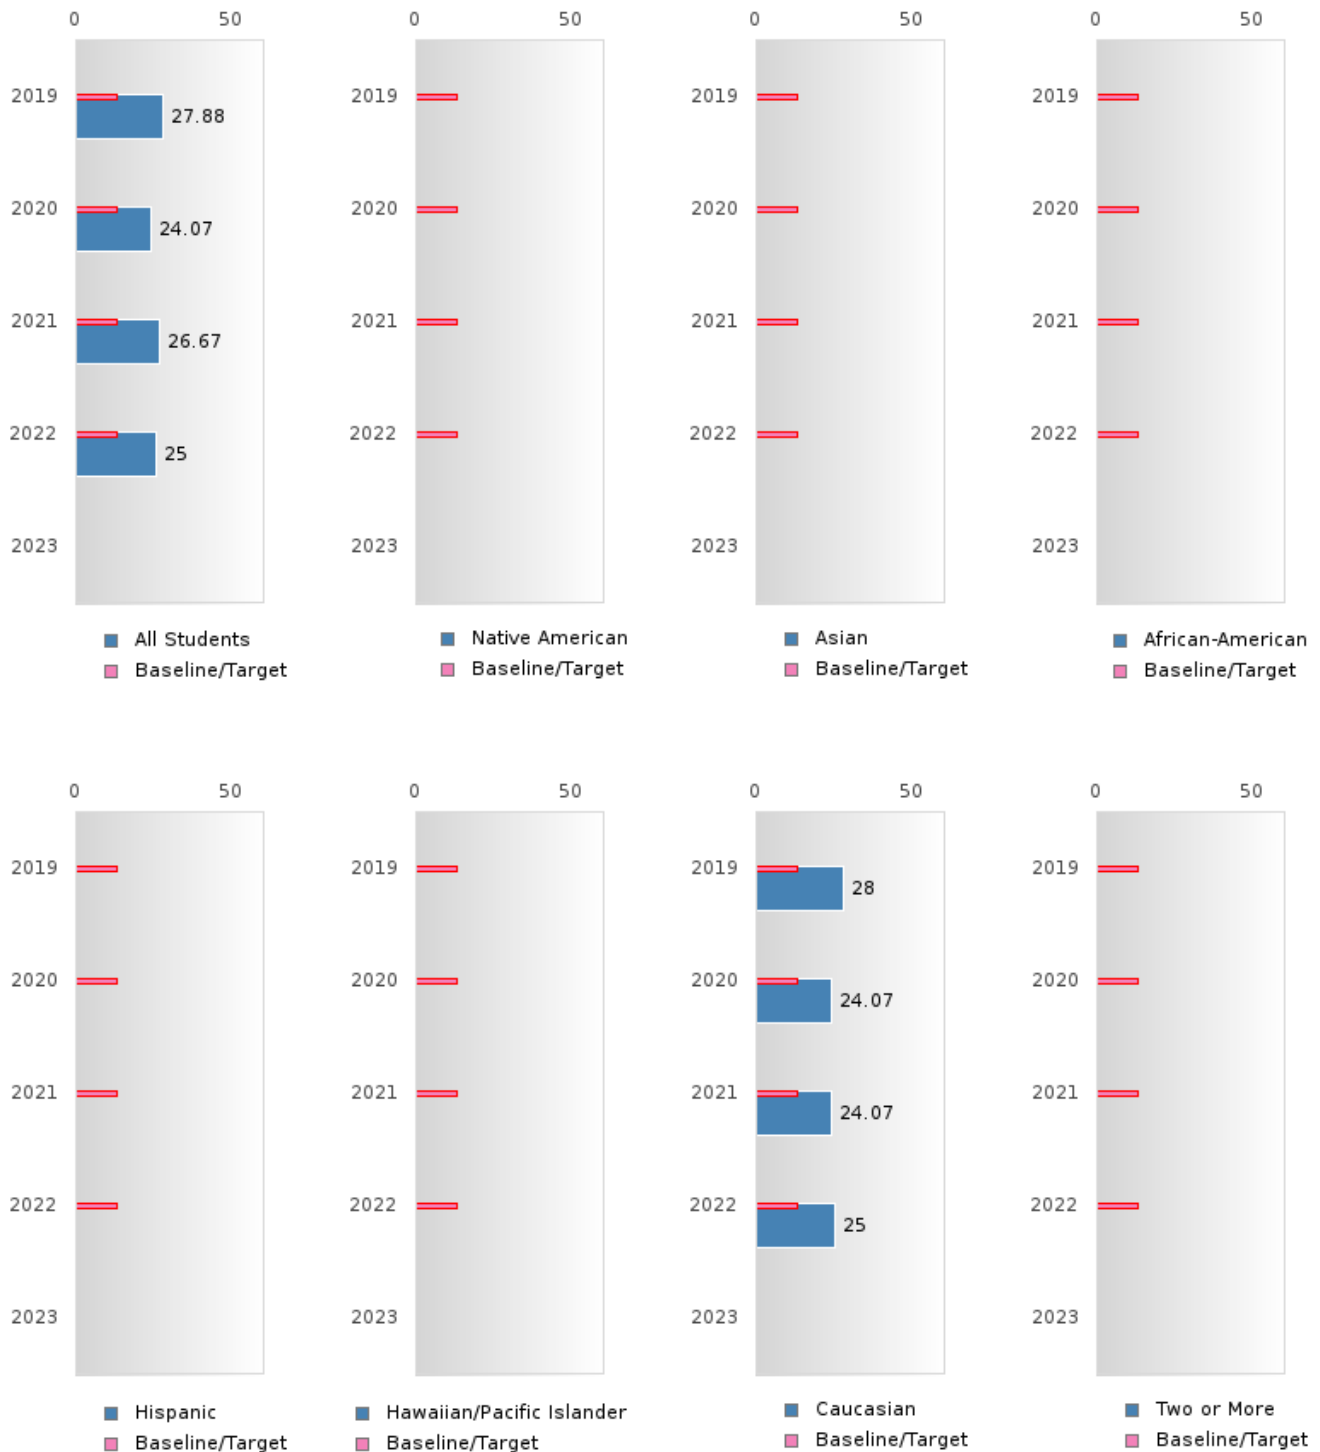 0 50 0 50 0 50 0 50
2019 27.88 2019 2019 2019
2020 24.07 2020 2020 2020
2021 26.67 2021 2021 2021
2022 25 2022 2022 2022
2023 2023 2023 2023
All Students Native American Asian African-American
Baseline/Target Baseline/Target Baseline/Target Baseline/Target
0 50 0 50 0 50 0 50
2019 2019 2019 28 2019
2020 2020 2020 24.07 2020
2021 2021 2021 24.07 2021
2022 2022 2022 25 2022
2023 2023 2023 2023
Hispanic Hawaiian/Pacific Islander Caucasian Two or More
Baseline/Target Baseline/Target Baseline/Target Baseline/Target